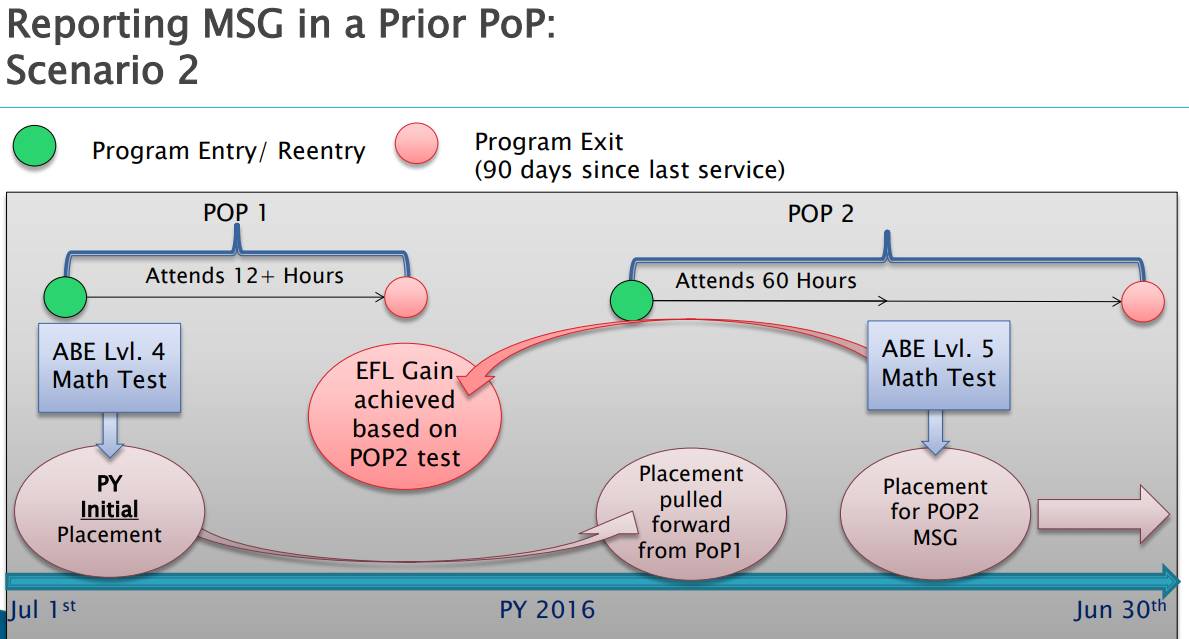 Reporting MSG in a Prior PoP:
Scenario 2
Program Entry/ Reentry
Program Exit
(90 days since last service)
POP 1
POP 2
Attends 12+ Hours
Attends 60 Hours
ABE Lvl. 4
Math Test
EFL Gain
achieved
based on
POP2 test
ABE Lvl. 5
Math Test
PY
Initial
Placement
Placement
pulled
forward
from PoP1
Placement
for POP2
MSG
Jul 1st
PY 2016
Jun 30th